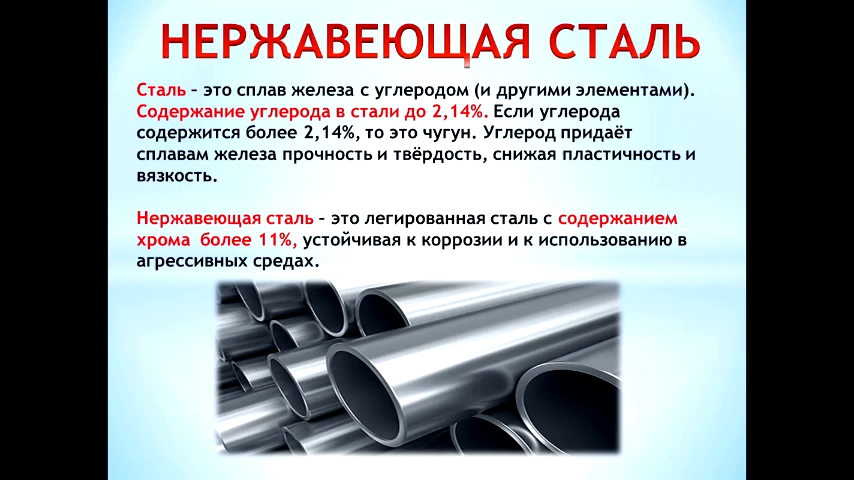 НЕРЖАВЕЮЩАЯ СТАЛЬ
Сталь – это сплав железа с углеродом (и другими элементами).
Содержание углерода в стали до 2,14%. Если углерода
содержится более 2,14%, то это чугун. Углерод придаёт
сплавам железа прочность и твёрдость, снижая пластичность и
вязкость.
Нержавеющая сталь – это легированная сталь с содержанием
хрома более 11%, устойчивая к коррозии и к использованию в
агрессивных средах.